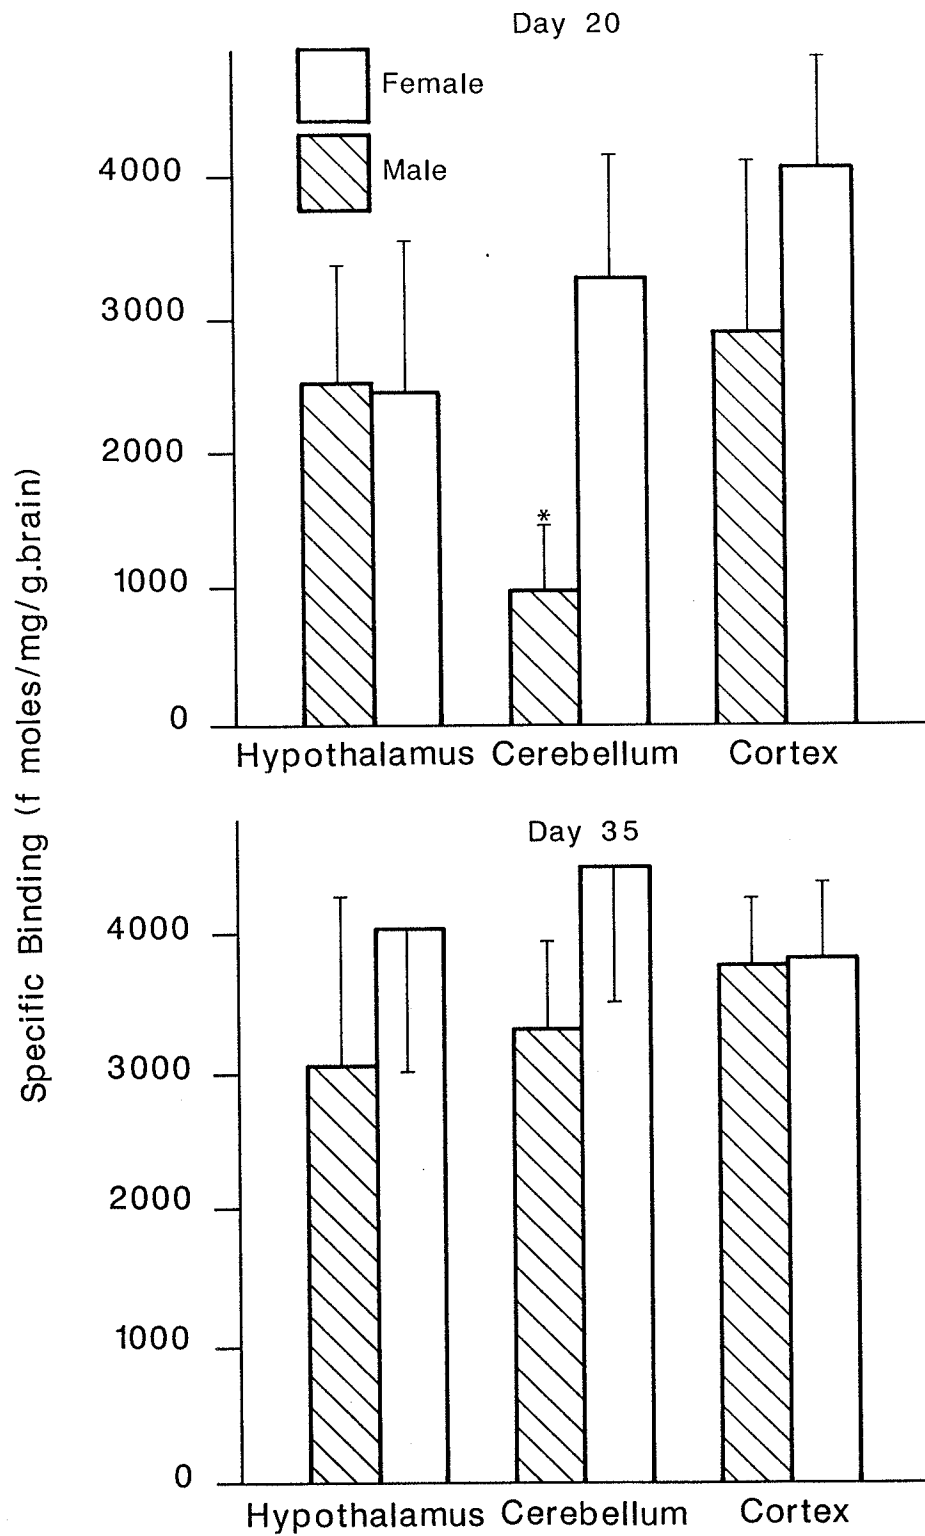 Day 20
Female
Male
4000
3000
2000
*
1000
0
Hypothalamus Cerebellum Cortex
Specific Binding (f moles/mg/g.brain)
Day 35
4000
3000
2000
1000
0
Hypothalamus Cerebellum Cortex